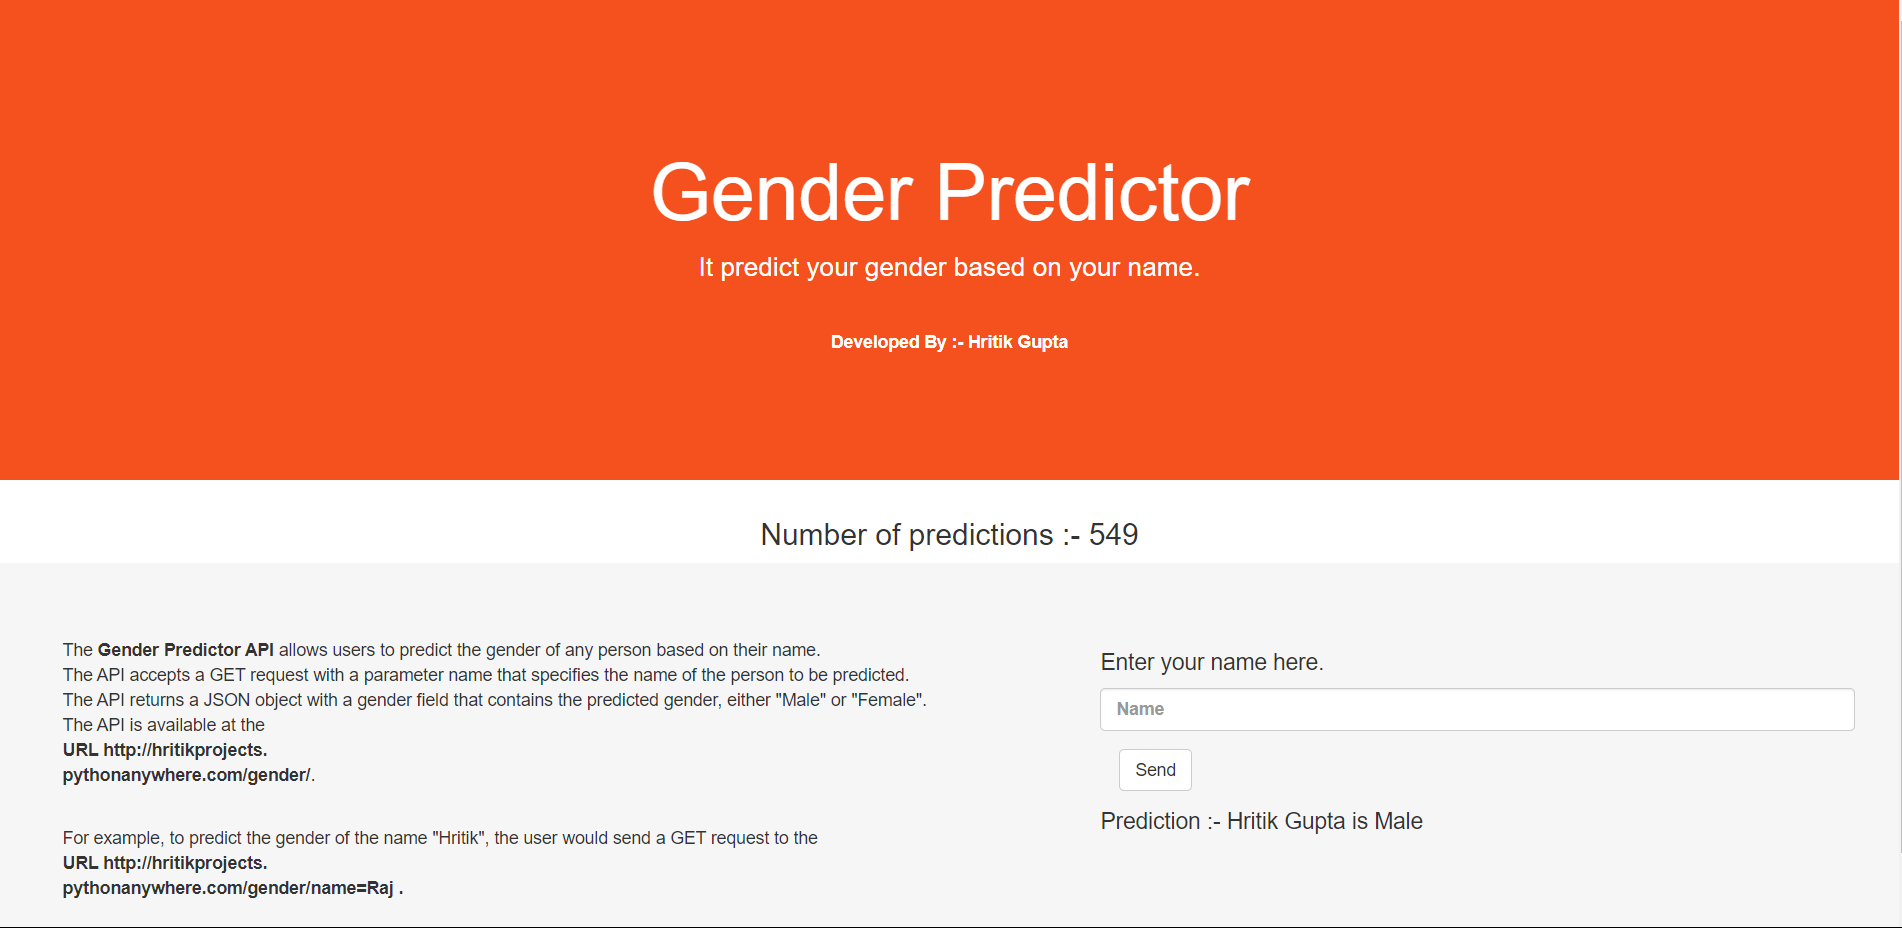 Gender Predictor
It predict your gender based on your name.
Developed By :- Hritik Gupta
Number of predictions :- 549
The Gender Predictor API allows users to predict the gender of any person based on their name.
The API accepts a GET request with a parameter name that specifies the name of the person to be predicted.
The API returns a JSON object with a gender field that contains the predicted gender, either "Male" or "Female".
The API is available at the
URL http://hritikprojects.
pythonanywhere.com/gender/.
For example, to predict the gender of the name "Hritik", the user would send a GET request to the
URL http://hritikprojects.
pythonanywhere.com/gender/name=Raj .
Enter your name here.
Name
Send
Prediction :- Hritik Gupta is Male